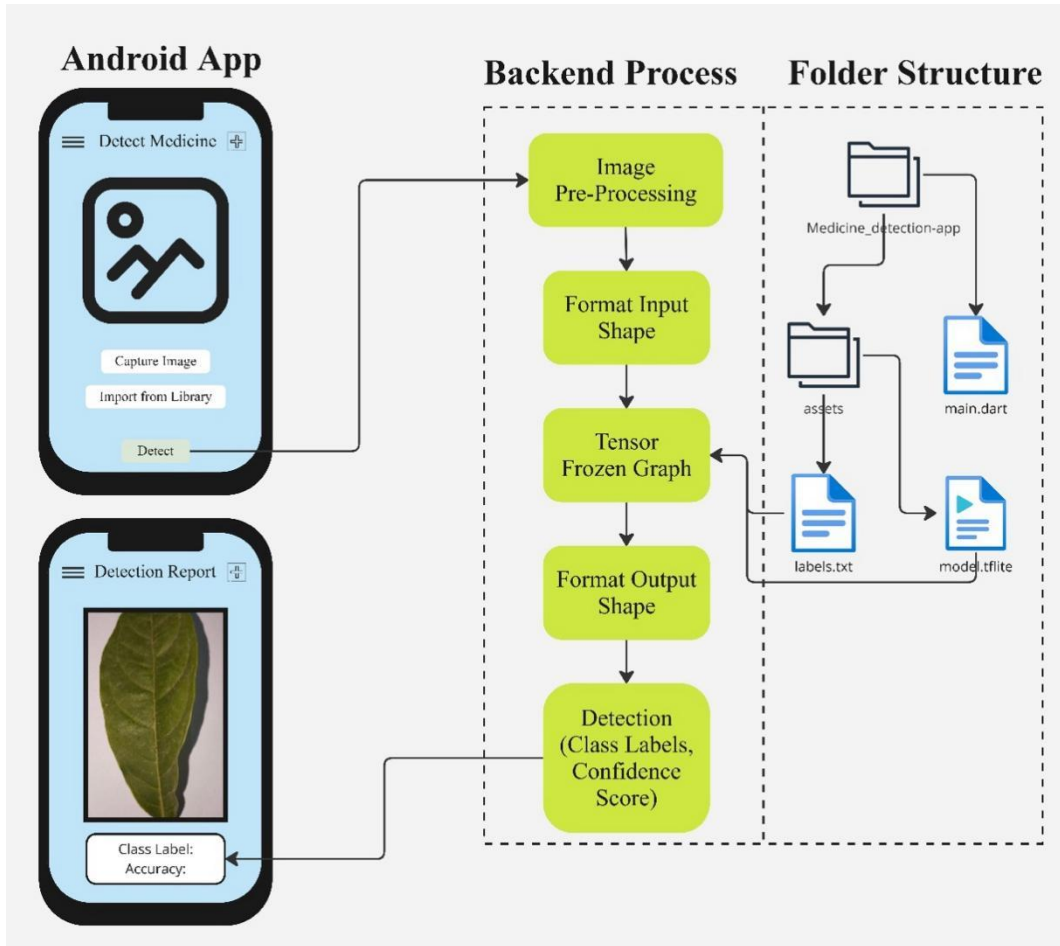 Android App
Detect Medicine
Capture Image
Import from Library
Detect
Detection Report
Class Label:
Accuracy:
Backend Process
Image
Pre-Processing
Format Input
Shape
Tensor
Frozen Graph
Format Output
Shape
Detection
(Class Labels,
Confidence
Score)
Folder Structure
Medicine_detection-app
assets
main.dart
labels.txt
model.tflite